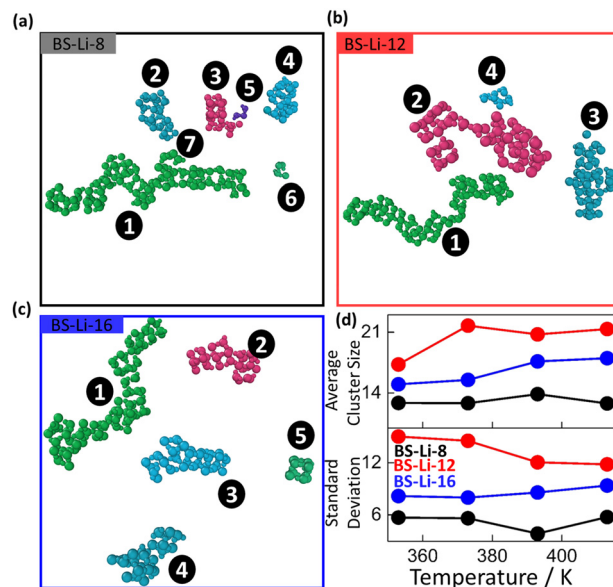 (a)
BS-Li-8
2
3
5
4
7
1
6
(b)
BS-Li-12
4
2
3
1
(c)
BS-Li-16
2
1
5
3
4
(d)
Average
Cluster Size
21
14
Standard
Deviation
12
6
BS-Li-8
BS-Li-12
BS-Li-16
360
380
400
Temperature / K